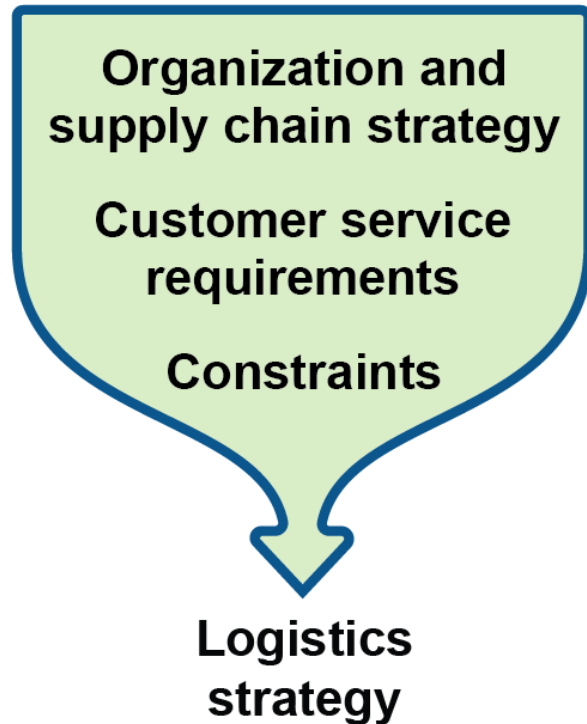 Organization and
supply chain strategy
Customer service
requirements
Constraints
Logistics
strategy